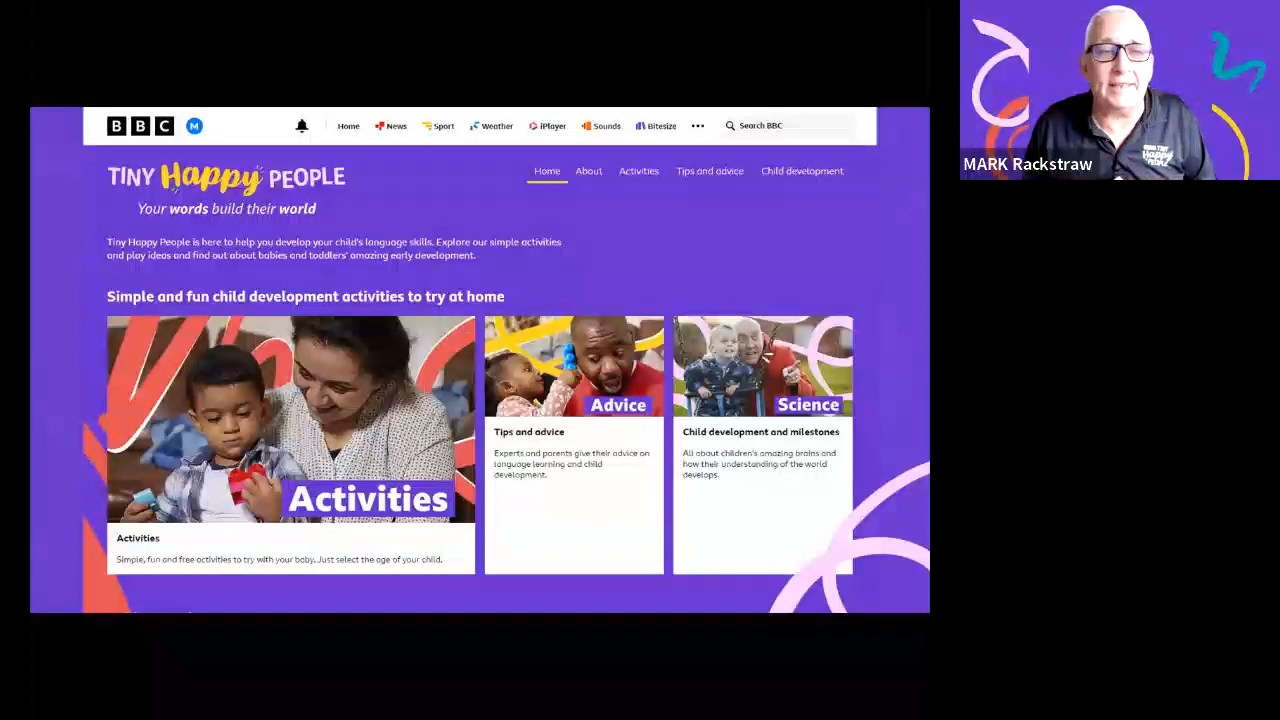 BBC
M
Home
News
Sport
Weather
iPlayer
Sounds
Bitesize
Search BBC
TINY Happy PEOPLE
Your words build their world
Home
About
Activities
Tips and advice
Child development
Tiny Happy People is here to help you develop your child's language skills. Explore our simple activities
and play ideas and find out about babies and toddlers' amazing early development.
Simple and fun child development activities to try at home
Activities
Activities
Simple, fun and free activities to try with your baby. Just select the age of your child.
Advice
Tips and advice
Experts and parents give their advice on
language learning and child
development.
Science
Child development and milestones
All about children's amazing brains and
how their understanding of the world
develops.
MARK Rackstraw
TINY
Happy
PEOPLE